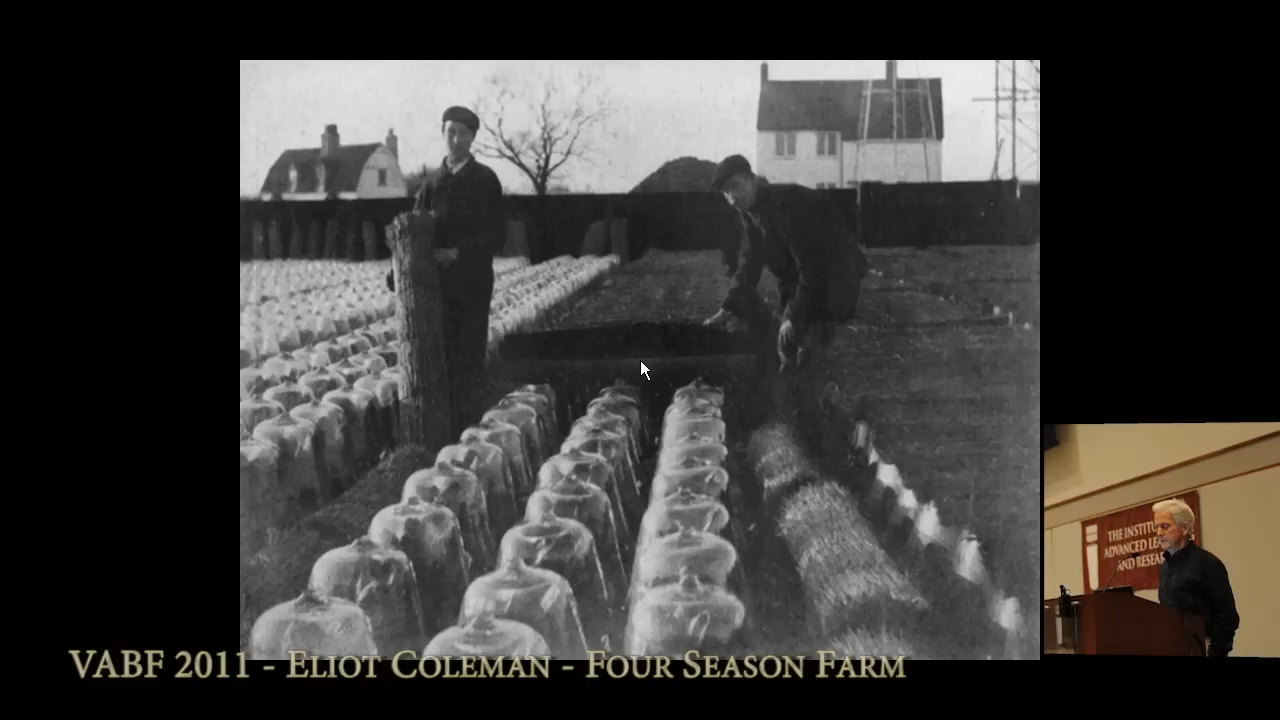 THE INSTITU
ADVANCED LE
AND RESEA
VABF 2011 - ELIOT COLEMAN - FOUR SEASON FARM